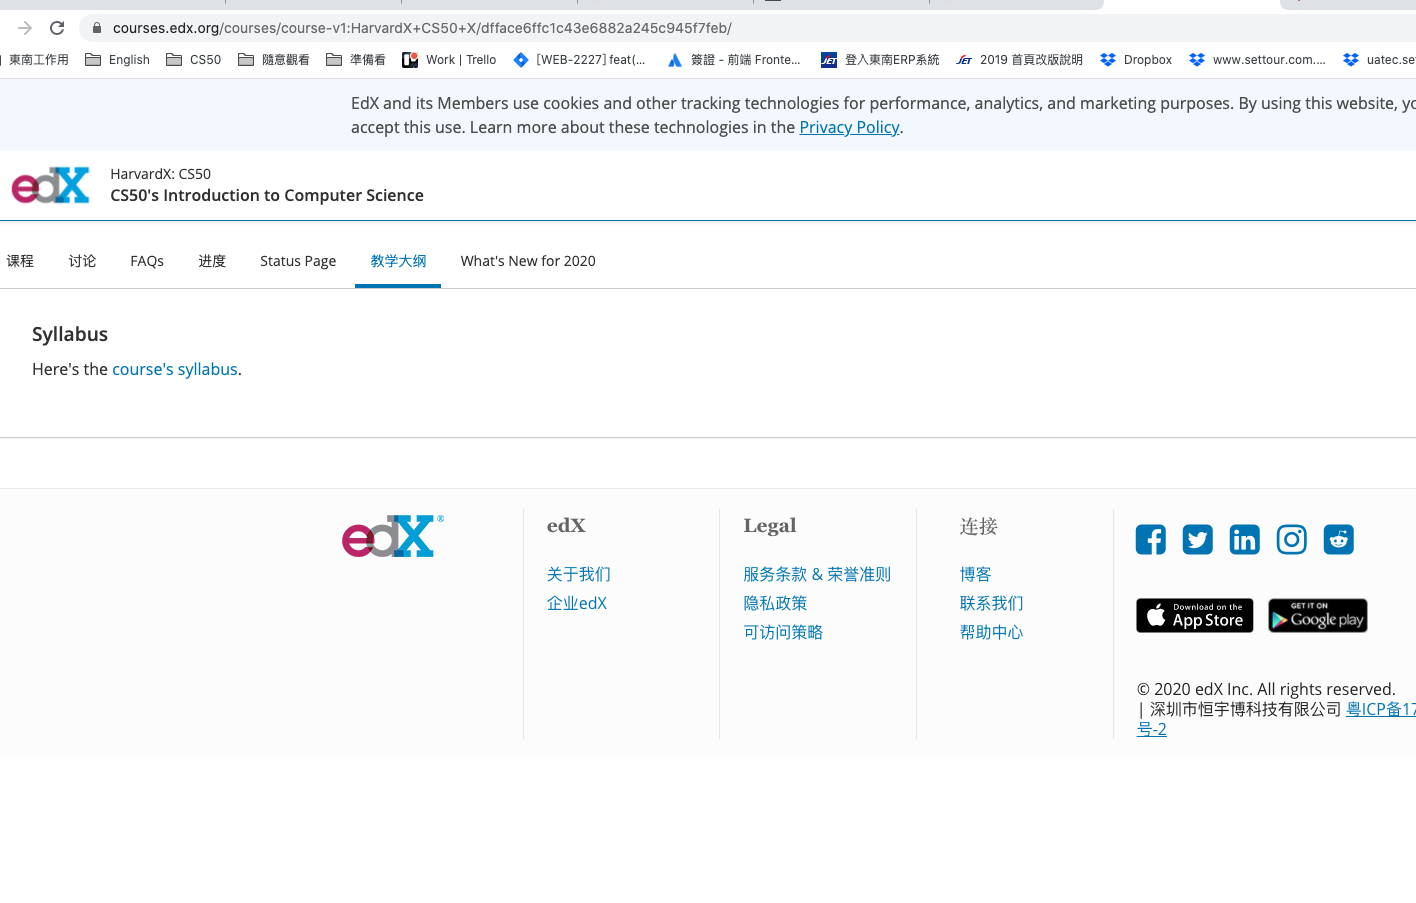 courses.edx.org/courses/course-v1:HarvardX+CS50+X/dfface6ffc1c43e6882a245c945f7feb/
東南工作用 English CS50 隨意觀看 準備看 Work | Trello [WEB-2227] feat(... 簽證 - 前端 Fronte... JET 登入東南ERP系統 JET 2019 首頁改版說明 Dropbox www.settour.com.... uatec.se
EdX and its Members use cookies and other tracking technologies for performance, analytics, and marketing purposes. By using this website, yo
accept this use. Learn more about these technologies in the Privacy Policy.
edX
HarvardX: CS50
CS50's Introduction to Computer Science
课程 讨论 FAQs 进度 Status Page 教学大纲 What's New for 2020
Syllabus
Here's the course's syllabus.
edX®
edX
关于我们
企业edX
Legal
服务条款 & 荣誉准则
隐私政策
可访问策略
连接
博客
联系我们
帮助中心
Download on the
App Store
GET IT ON
Google play
© 2020 edX Inc. All rights reserved.
| 深圳市恒宇博科技有限公司 粤ICP备17
号-2